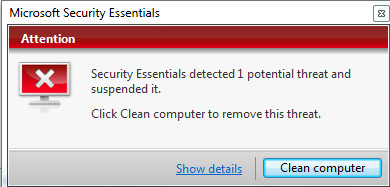 Microsoft Security Essentials
Attention
Security Essentials detected 1 potential threat and
suspended it.
Click Clean computer to remove this threat.
Show details
Clean computer